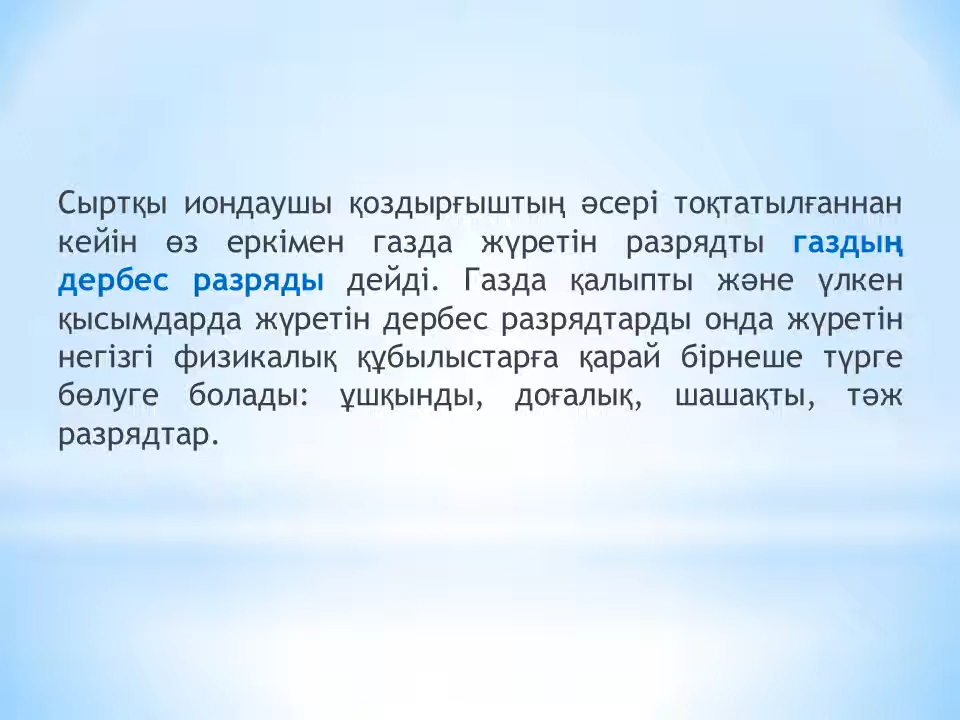 Сыртқы иондаушы қоздырғыштың әсері тоқтатылғаннан
кейін өз еркімен газда жүретін разрядты газдың
дербес разряды дейді. Газда қалыпты және үлкен
қысымдарда жүретін дербес разрядтарды онда жүретін
негізгі физикалық құбылыстарға қарай бірнеше түрге
бөлуге болады: ұшқынды, доғалық, шашақты, тәж
разрядтар.